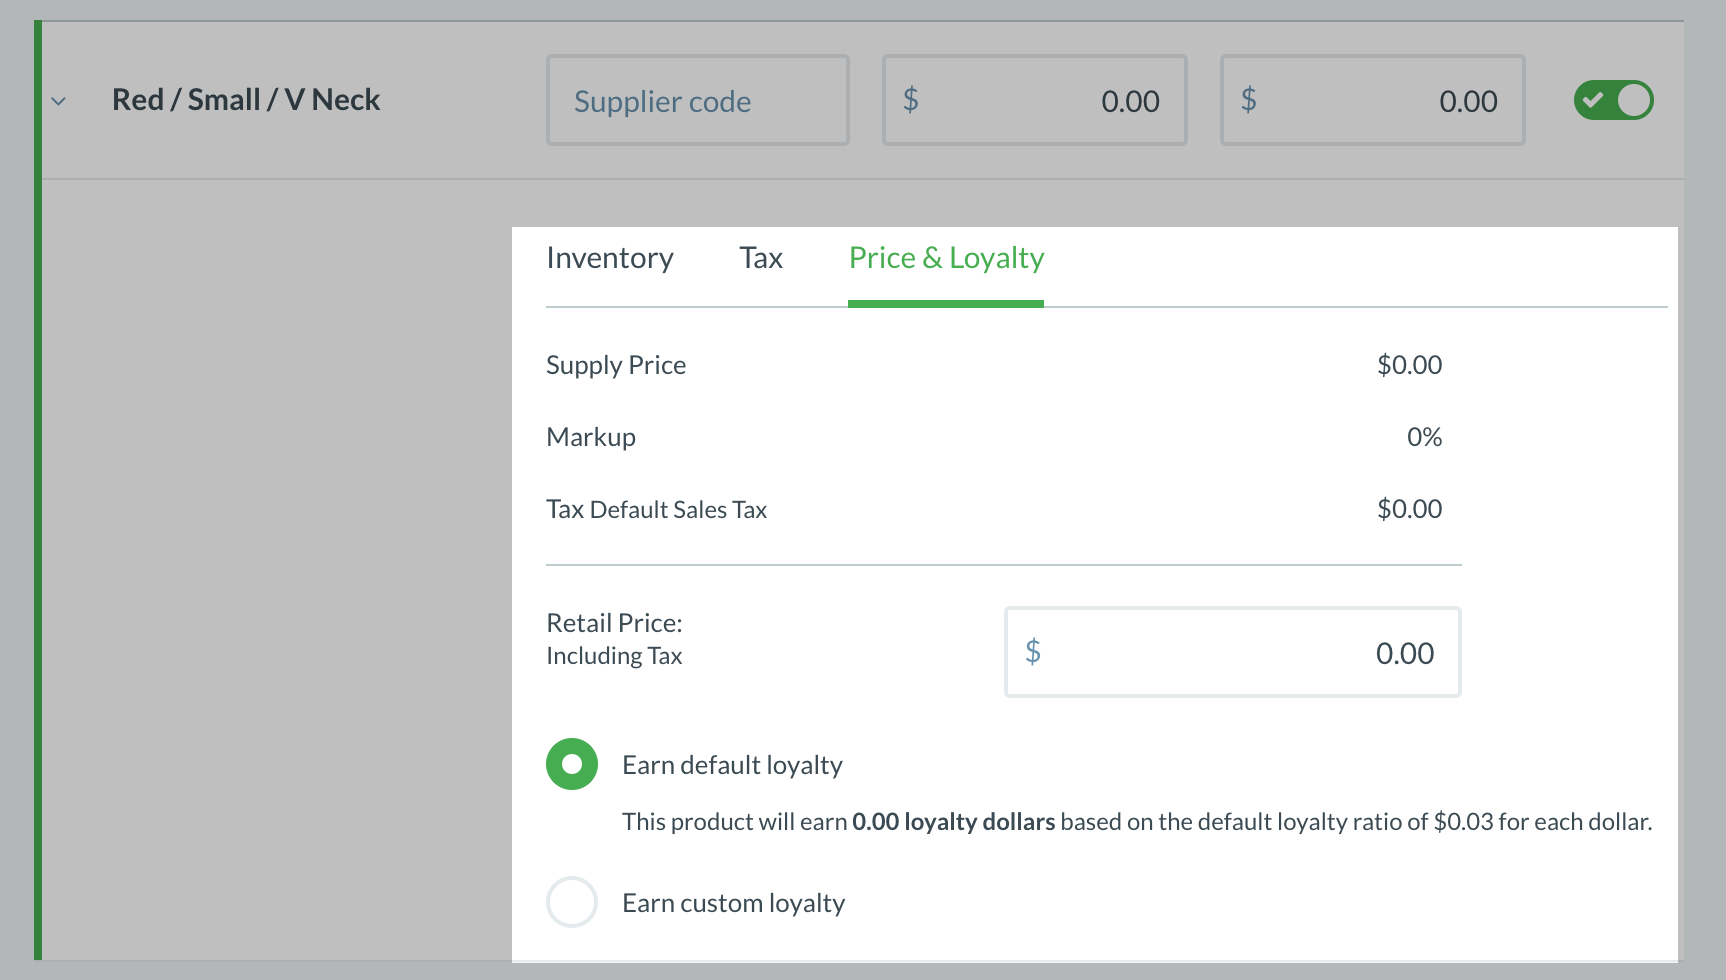 Red / Small / V Neck Supplier code $ 0.00 $ 0.00
Inventory Tax Price & Loyalty
Supply Price $0.00
Markup 0%
Tax Default Sales Tax $0.00
Retail Price:
Including Tax
$ 0.00
Earn default loyalty
This product will earn 0.00 loyalty dollars based on the default loyalty ratio of $0.03 for each dollar.
Earn custom loyalty